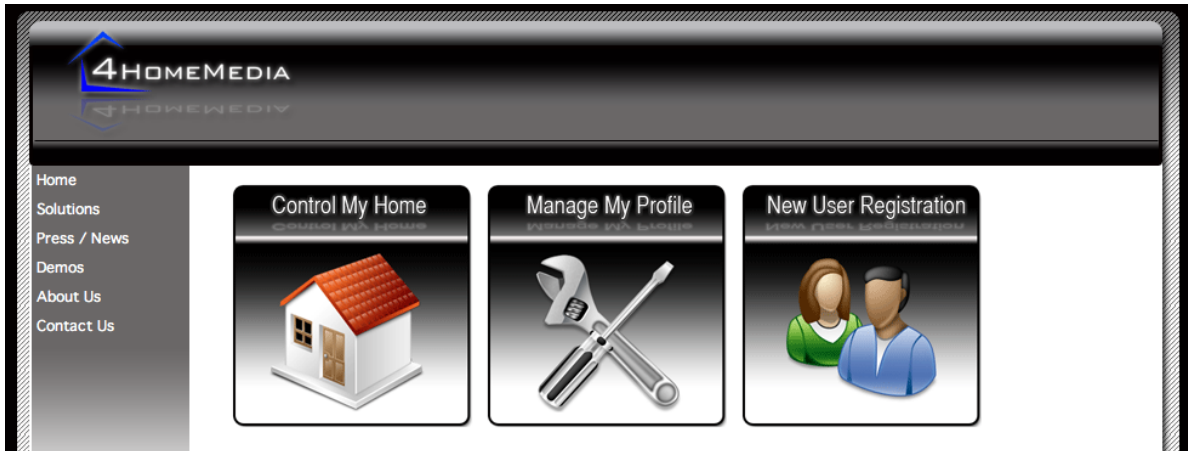 4HomeMedia
Home
Solutions
Press / News
Demos
About Us
Contact Us
Control My Home
Manage My Profile
New User Registration